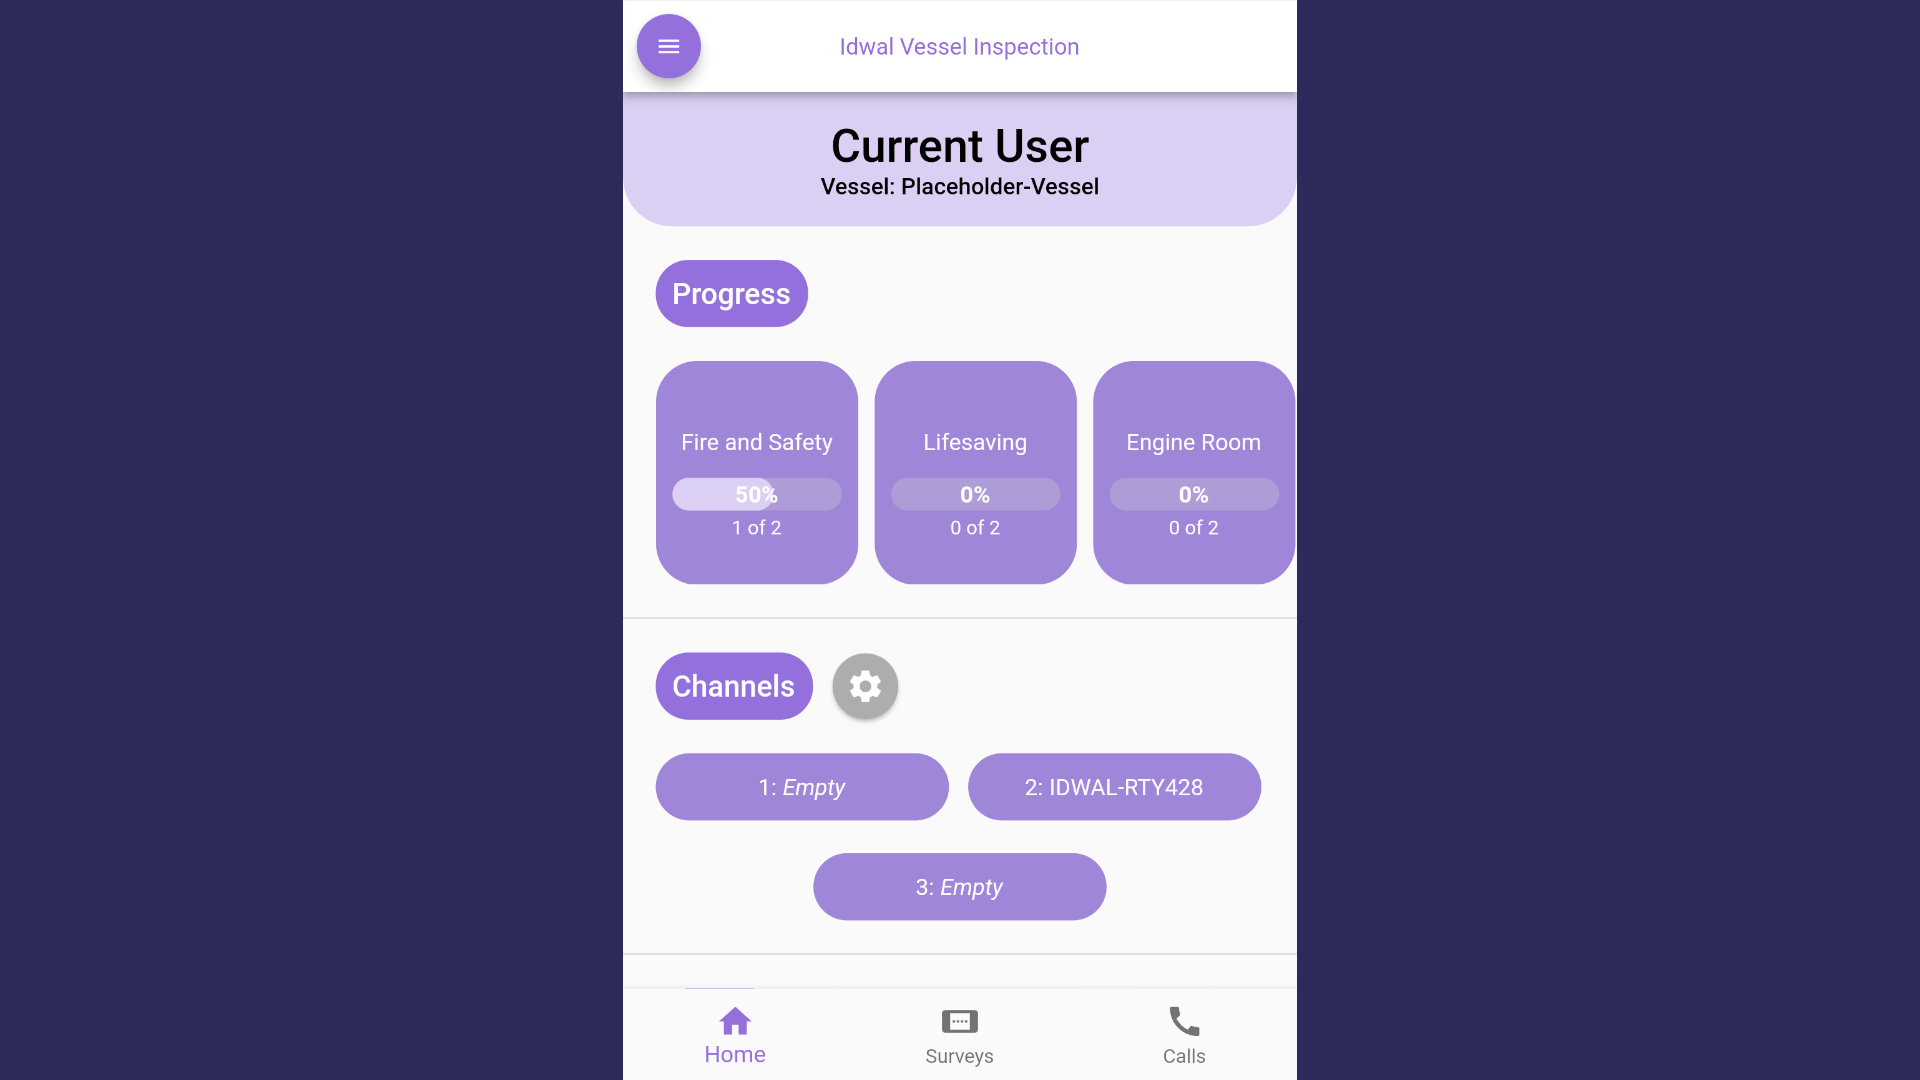 Idwal Vessel Inspection
Current User
Vessel: Placeholder-Vessel
Progress
Fire and Safety
50%
1 of 2
Lifesaving
0%
0 of 2
Engine Room
0%
0 of 2
Channels
1: Empty
2: IDWAL-RTY428
3: Empty
Home
Surveys
Calls